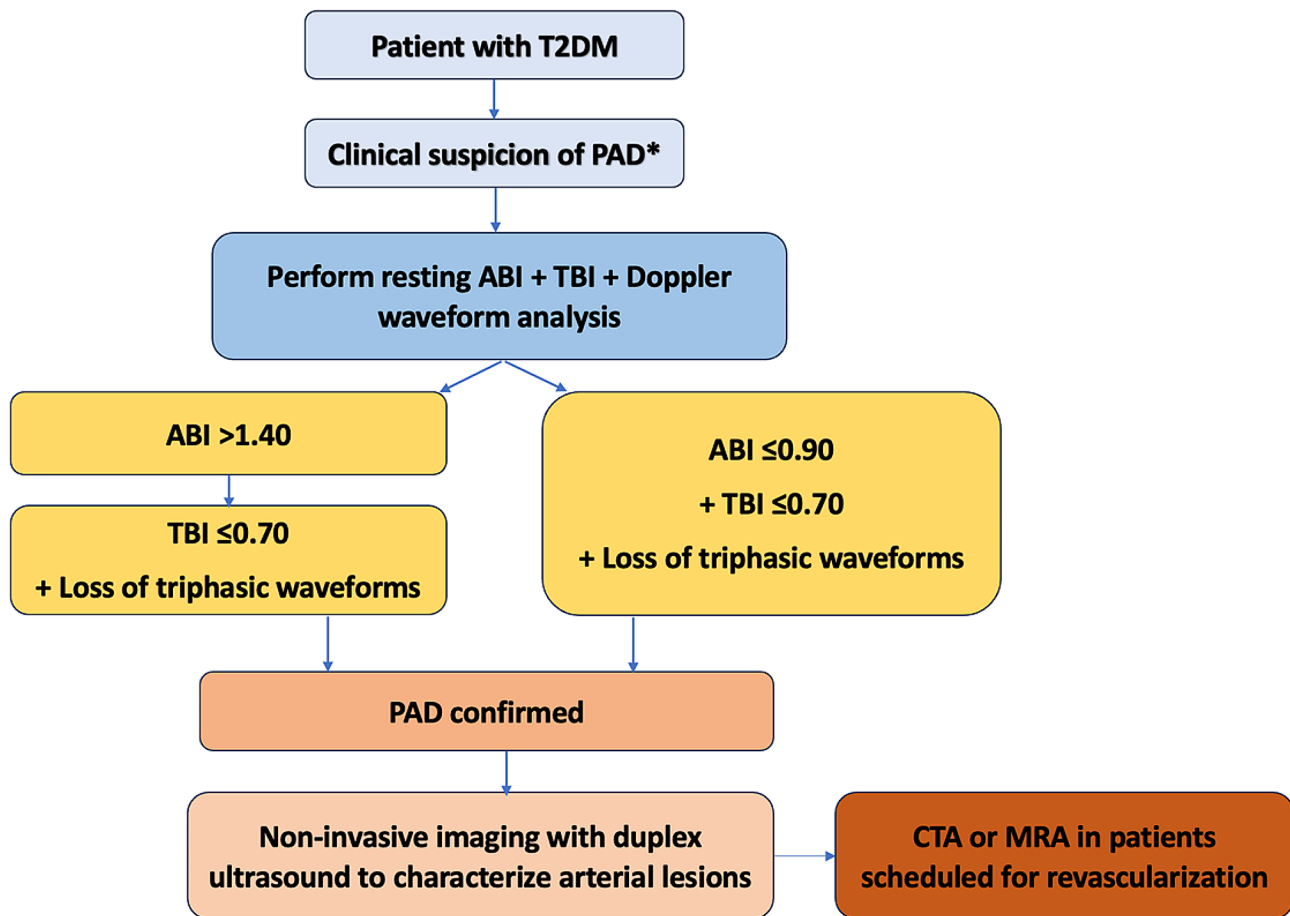 Patient with T2DM
Clinical suspicion of PAD*
Perform resting ABI + TBI + Doppler
waveform analysis
ABI >1.40
TBI ≤0.70
+ Loss of triphasic waveforms
ABI ≤0.90
+ TBI ≤0.70
+ Loss of triphasic waveforms
PAD confirmed
Non-invasive imaging with duplex
ultrasound to characterize arterial lesions
CTA or MRA in patients
scheduled for revascularization